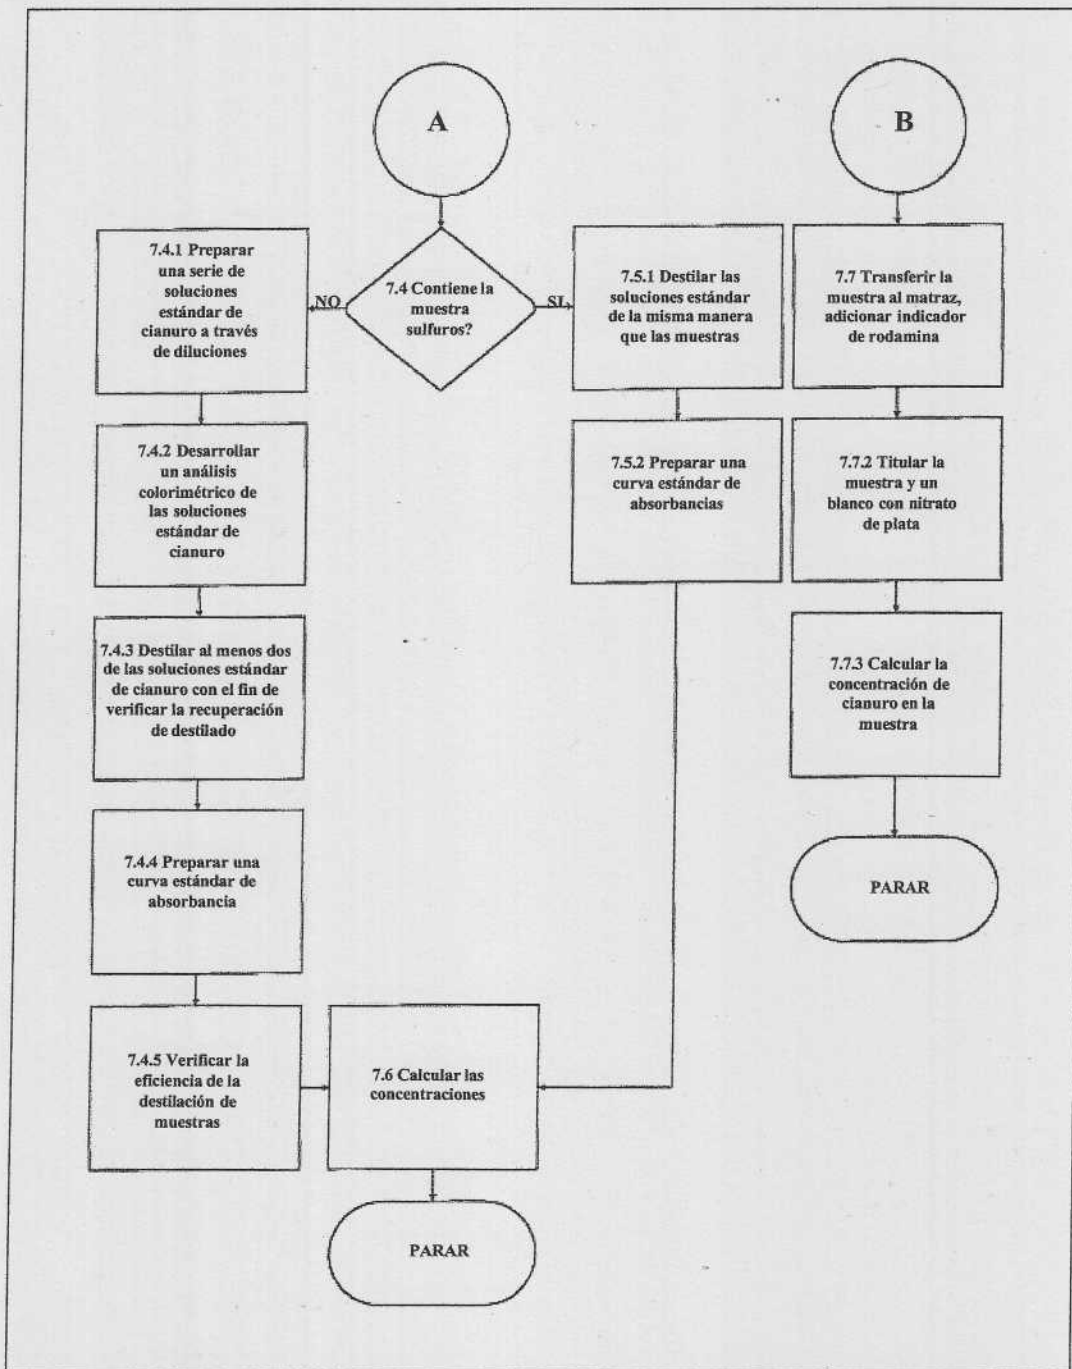 A
B
7.4.1 Preparar
una serie de
soluciones
estándar de
cianuro a través
de diluciones
NO
7.4 Contiene la
muestra
sulfuros?
SI
7.5.1 Destilar las
soluciones estándar
de la misma manera
que las muestras
7.7 Transferir la
muestra al matraz,
adicionar indicador
de rodamina
7.4.2 Desarrollar
un análisis
colorimétrico de
las soluciones
estándar de
cianuro
7.5.2 Preparar una
curva estándar de
absorbancias
7.7.2 Titular la
muestra y un
blanco con nitrato
de plata
7.4.3 Destilar al menos dos
de las soluciones estándar
de cianuro con el fin de
verificar la recuperación
de destilado
7.7.3 Calcular la
concentración de
cianuro en la
muestra
7.4.4 Preparar una
curva estándar de
absorbancia
PARAR
7.4.5 Verificar la
eficiencia de la
destilación de
muestras
7.6 Calcular las
concentraciones
PARAR